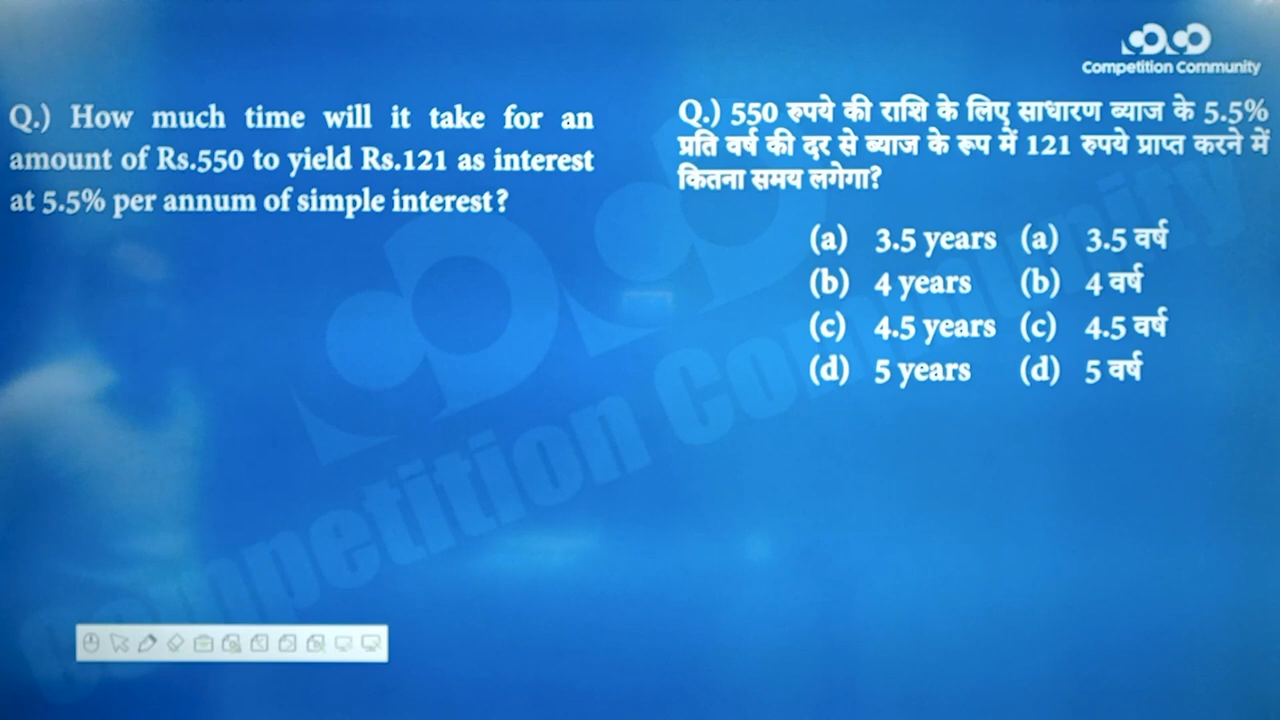 Competition Community
Q.) How much time will it take for an
amount of Rs.550 to yield Rs.121 as interest
at 5.5% per annum of simple interest?
Q.) 550 रुपये की राशि के लिए साधारण ब्याज के 5.5%
प्रति वर्ष की दर से ब्याज के रूप में 121 रुपये प्राप्त करने में
कितना समय लगेगा?
(a) 3.5 years (a) 3.5 वर्ष
(b) 4 years (b) 4 वर्ष
(c) 4.5 years (c) 4.5 वर्ष
(d) 5 years (d) 5 वर्ष
Competition Community